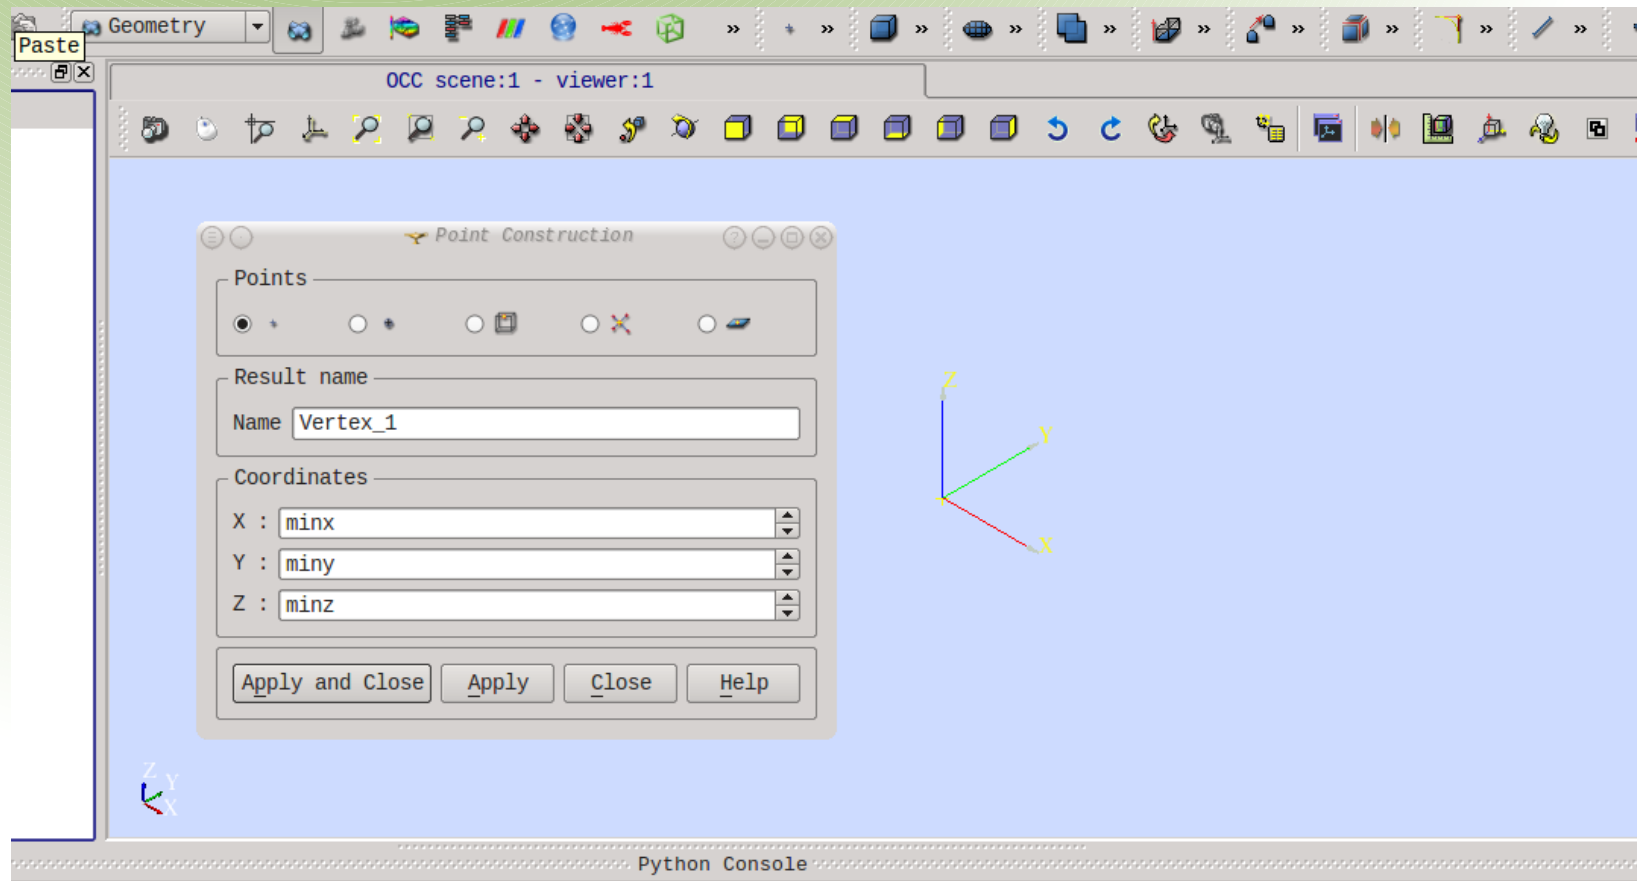 Geometry
Paste
OCC scene:1 - viewer:1
Point Construction
Points
Result name
Name Vertex_1
Coordinates
X : minx
Y : miny
Z : minz
Apply and Close Apply Close Help
Z
Y
X
Z
Y
X
Python Console